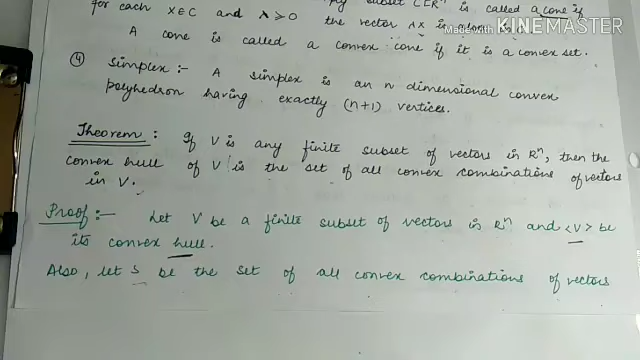 for each x∈C and λ≥0 the vector λx is
A cone is called a convex cone if it is a convex set.
④ Simplex :- A simplex is an n dimensional convex
polyhedron having exactly (n+1) vertices.
Theorem : If V is any finite subset of vectors in Rⁿ, then the
convex hull of V is the set of all convex combinations of vectors
in V.
Proof :- Let V be a finite subset of vectors in Rⁿ and <V> be
its convex hull.
Also, let S be the set of all convex combinations of vectors
Made with KINEMASTER